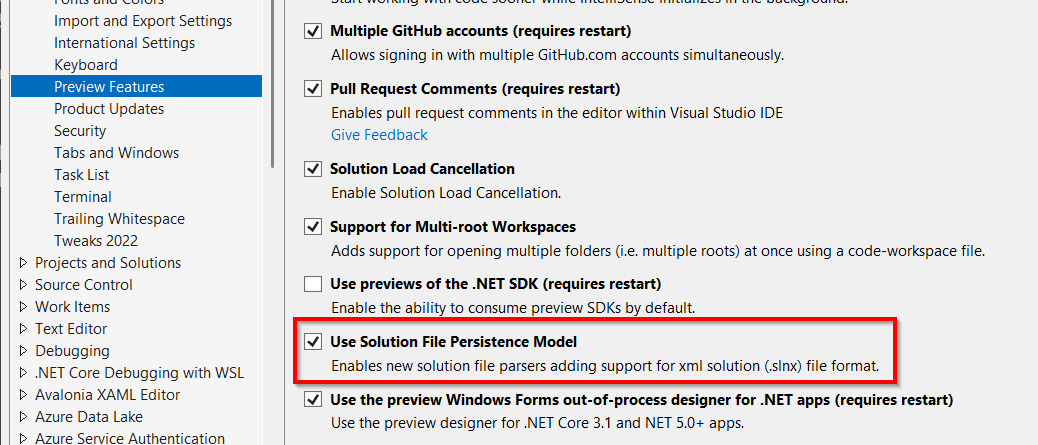 Fonts and Colors
Import and Export Settings
International Settings
Keyboard
Preview Features
Product Updates
Security
Tabs and Windows
Task List
Terminal
Trailing Whitespace
Tweaks 2022
Projects and Solutions
Source Control
Work Items
Text Editor
Debugging
.NET Core Debugging with WSL
Avalonia XAML Editor
Azure Data Lake
Azure Service Authentication
Start working with code sooner while IntelliSense initializes in the background.
Multiple GitHub accounts (requires restart)
Allows signing in with multiple GitHub.com accounts simultaneously.
Pull Request Comments (requires restart)
Enables pull request comments in the editor within Visual Studio IDE
Give Feedback
Solution Load Cancellation
Enable Solution Load Cancellation.
Support for Multi-root Workspaces
Adds support for opening multiple folders (i.e. multiple roots) at once using a code-workspace file.
Use previews of the .NET SDK (requires restart)
Enable the ability to consume preview SDKs by default.
Use Solution File Persistence Model
Enables new solution file parsers adding support for xml solution (.slnx) file format.
Use the preview Windows Forms out-of-process designer for .NET apps (requires restart)
Use the preview designer for .NET Core 3.1 and NET 5.0+ apps.